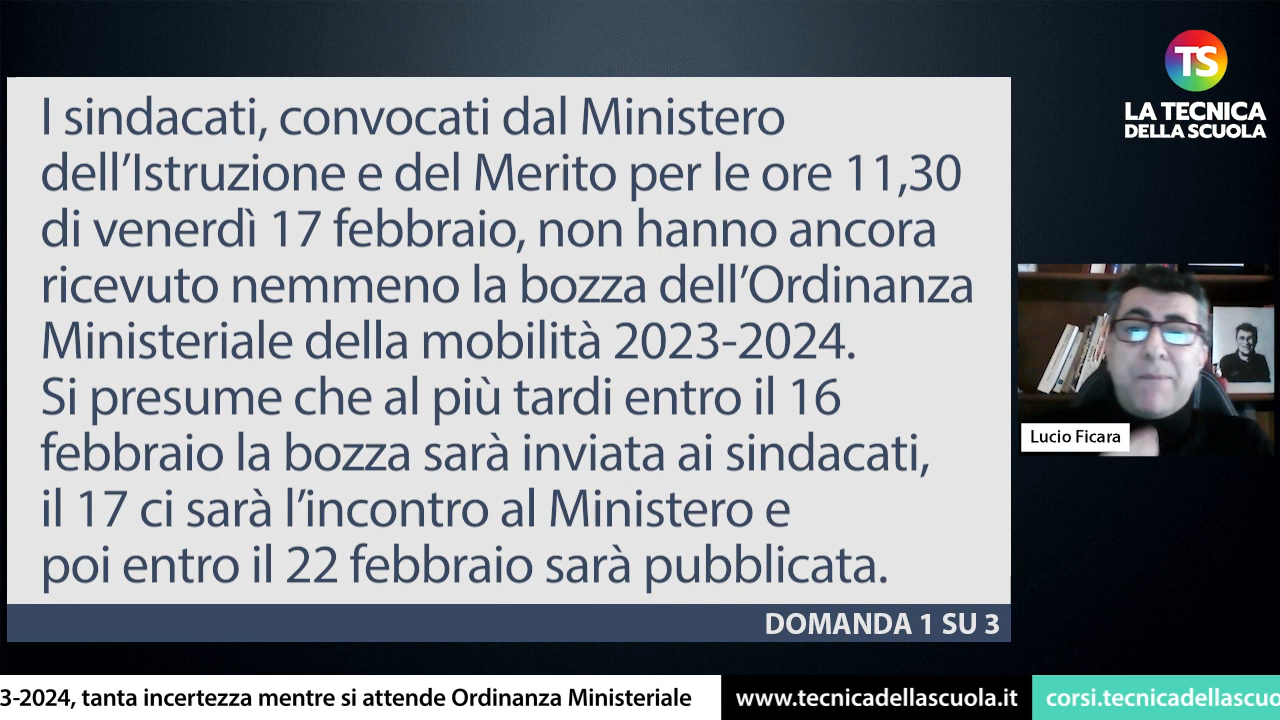 TS
LA TECNICA
DELLA SCUOLA
I sindacati, convocati dal Ministero
dell’Istruzione e del Merito per le ore 11,30
di venerdì 17 febbraio, non hanno ancora
ricevuto nemmeno la bozza dell’Ordinanza
Ministeriale della mobilità 2023-2024.
Si presume che al più tardi entro il 16
febbraio la bozza sarà inviata ai sindacati,
il 17 ci sarà l’incontro al Ministero e
poi entro il 22 febbraio sarà pubblicata.
Lucio Ficara
DOMANDA 1 SU 3
3-2024, tanta incertezza mentre si attende Ordinanza Ministeriale
www.tecnicadellascuola.it
corsi.tecnicadellascuo